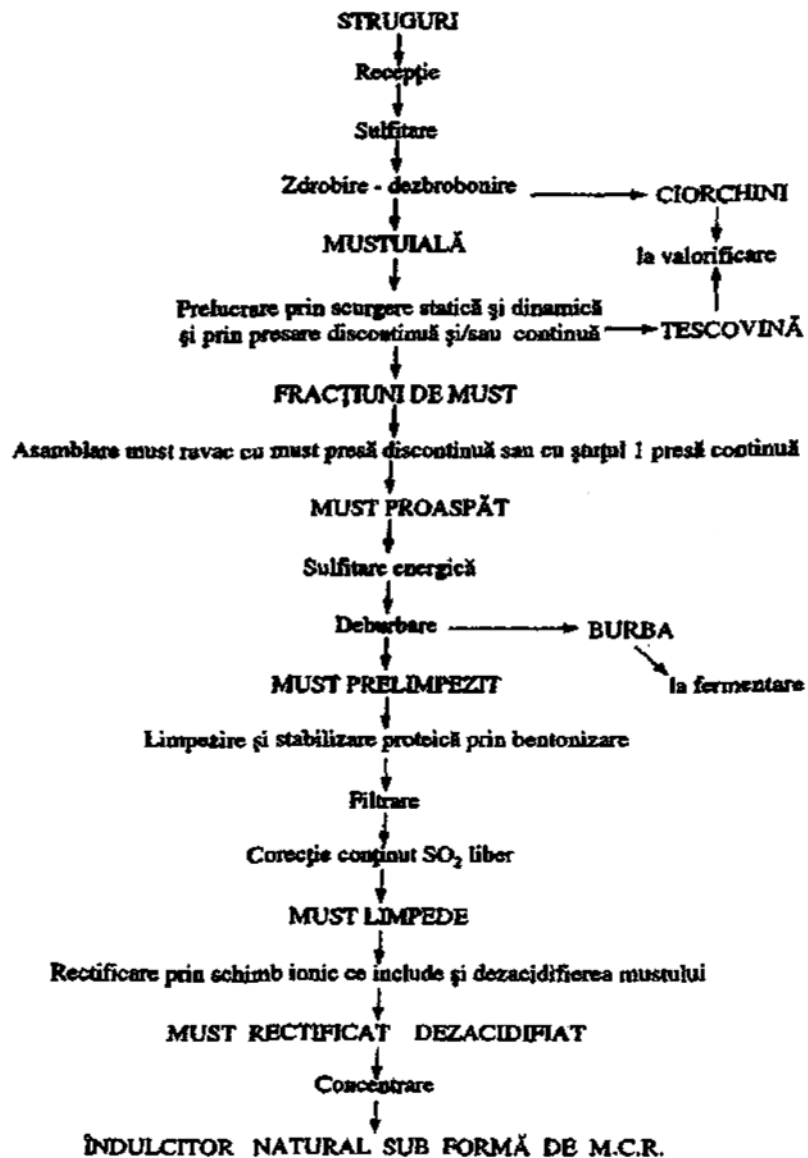 STRUGURI
Recepţie
Sulfitare
Zdrobire - dezbrobonire
CIORCHINI
MUSTUIALĂ
la valorificare
Prelucrare prin scurgere statică şi dinamică
şi prin presare discontinuă şi/sau continuă
TESCOVINĂ
FRACŢIUNI DE MUST
Asamblare must ravac cu must presă discontinuă sau cu ştuţul 1 presă continuă
MUST PROASPĂT
Sulfitare energică
Deburbare
BURBA
MUST PRELIMPEZIT
la fermentare
Limpezire şi stabilizare proteică prin bentonizare
Filtrare
Corecţie conţinut SO₂ liber
MUST LIMPEDE
Rectificare prin schimb ionic ce include şi dezacidifierea mustului
MUST RECTIFICAT DEZACIDIFIAT
Concentrare
ÎNDULCITOR NATURAL SUB FORMĂ DE M.C.R.